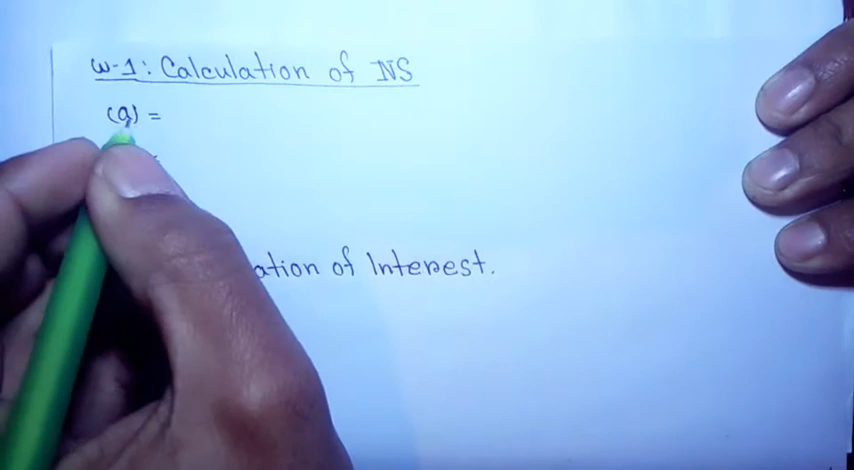 W-1: Calculation of NS
(g) =
ation of Interest.